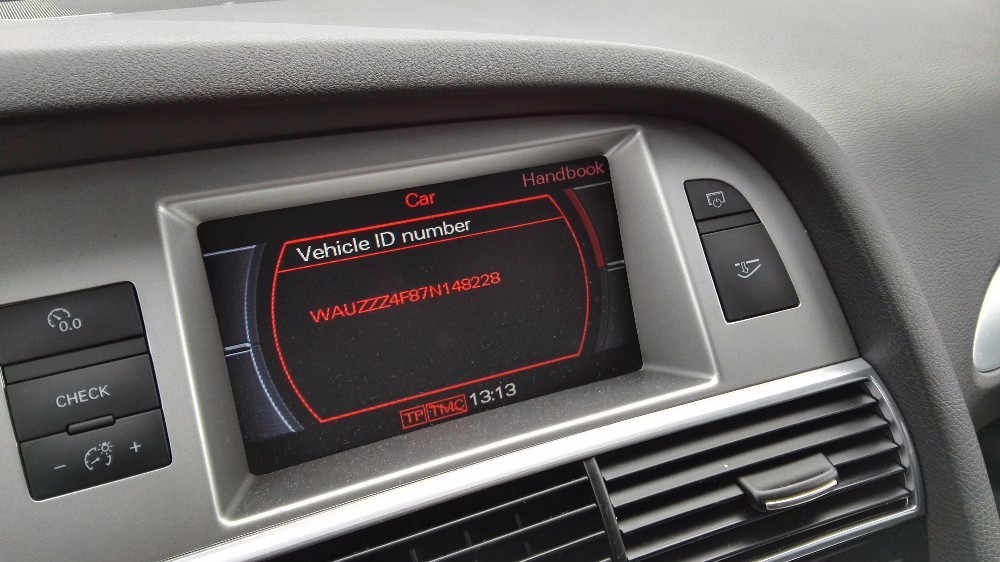 Handbook
Car
Vehicle ID number
WAUZZZ4F87N148228
TP TMC 13:13
0.0
CHECK
- +